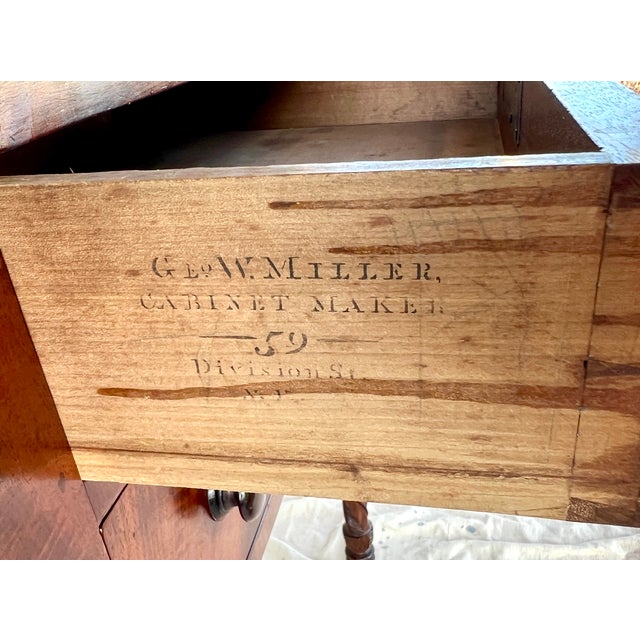 GEO. W. MILLER,
CABINET MAKER
59
Division St.
N.Y.